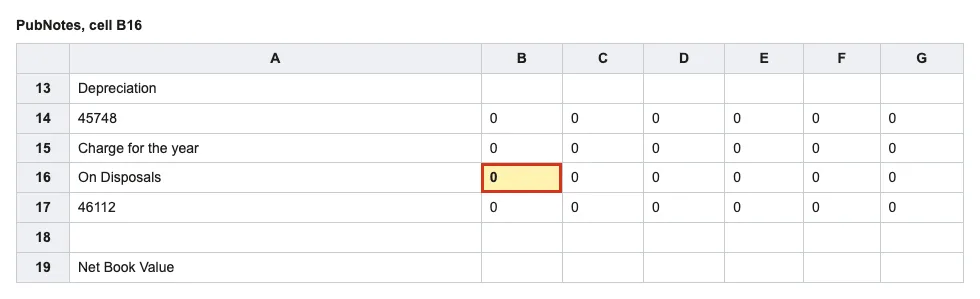 PubNotes, cell B16
A B C D E F G
13 Depreciation
14 45748 0 0 0 0 0 0
15 Charge for the year 0 0 0 0 0 0
16 On Disposals 0 0 0 0 0 0
17 46112 0 0 0 0 0 0
18
19 Net Book Value